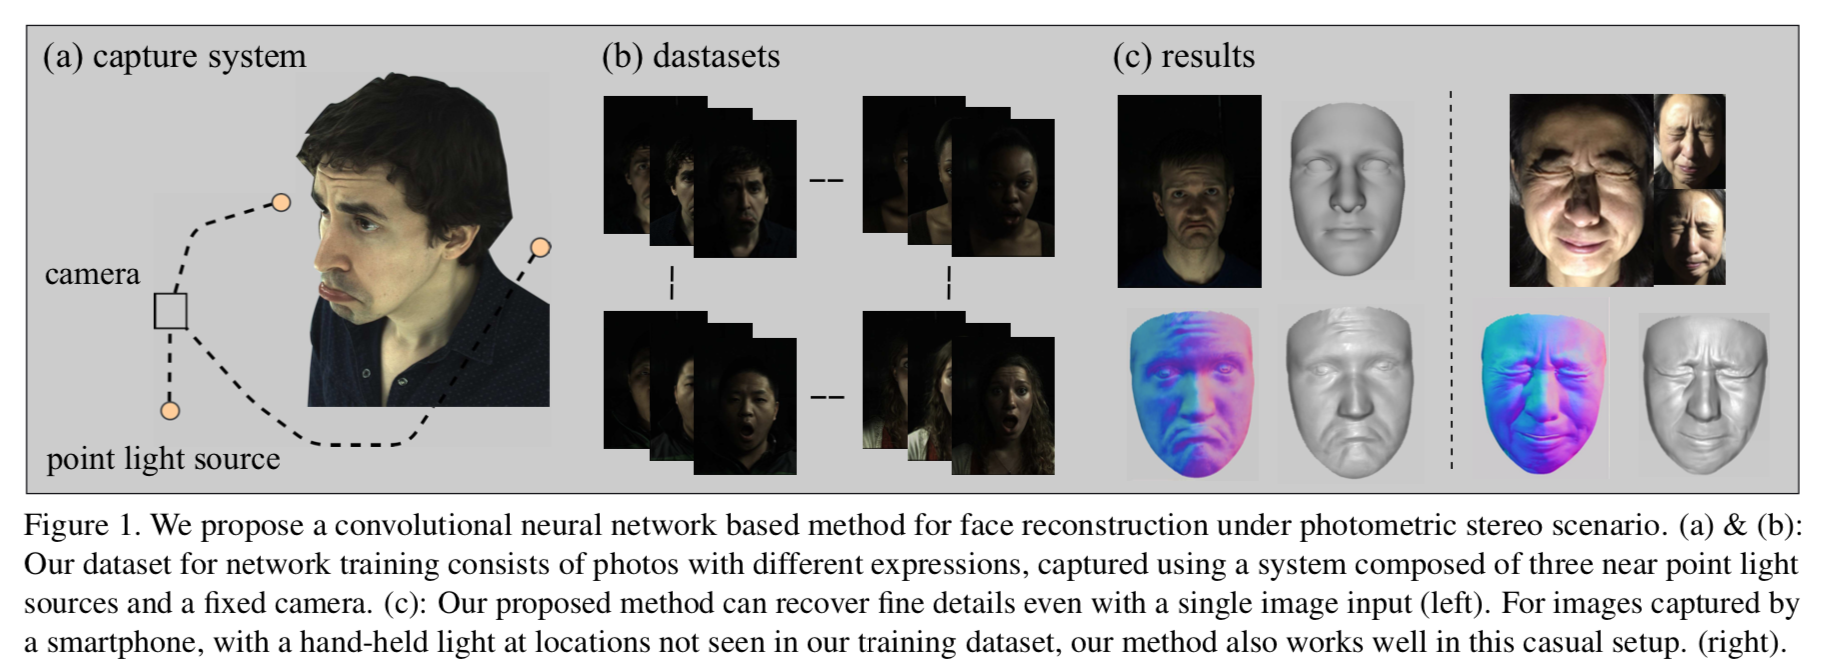 (a) capture system
(b) dastasets
(c) results
camera
point light source
Figure 1. We propose a convolutional neural network based method for face reconstruction under photometric stereo scenario. (a) & (b):
Our dataset for network training consists of photos with different expressions, captured using a system composed of three near point light
sources and a fixed camera. (c): Our proposed method can recover fine details even with a single image input (left). For images captured by
a smartphone, with a hand-held light at locations not seen in our training dataset, our method also works well in this casual setup. (right).